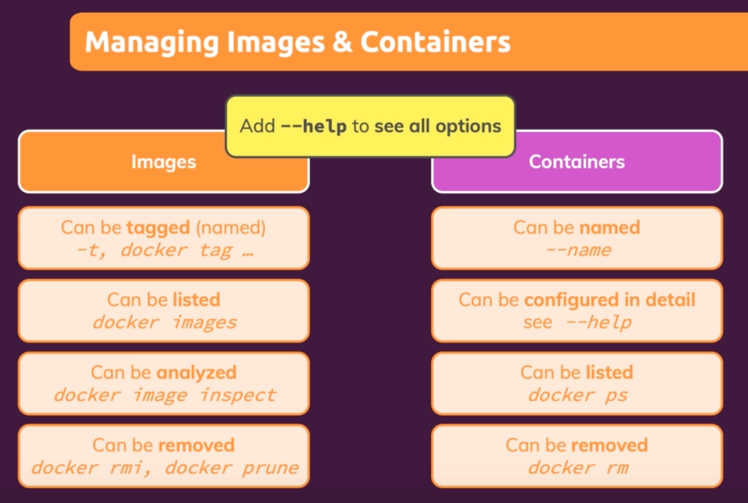 Managing Images & Containers
Add --help to see all options
Images
Can be tagged (named)
-t, docker tag …
Can be listed
docker images
Can be analyzed
docker image inspect
Can be removed
docker rmi, docker prune
Containers
Can be named
--name
Can be configured in detail
see --help
Can be listed
docker ps
Can be removed
docker rm